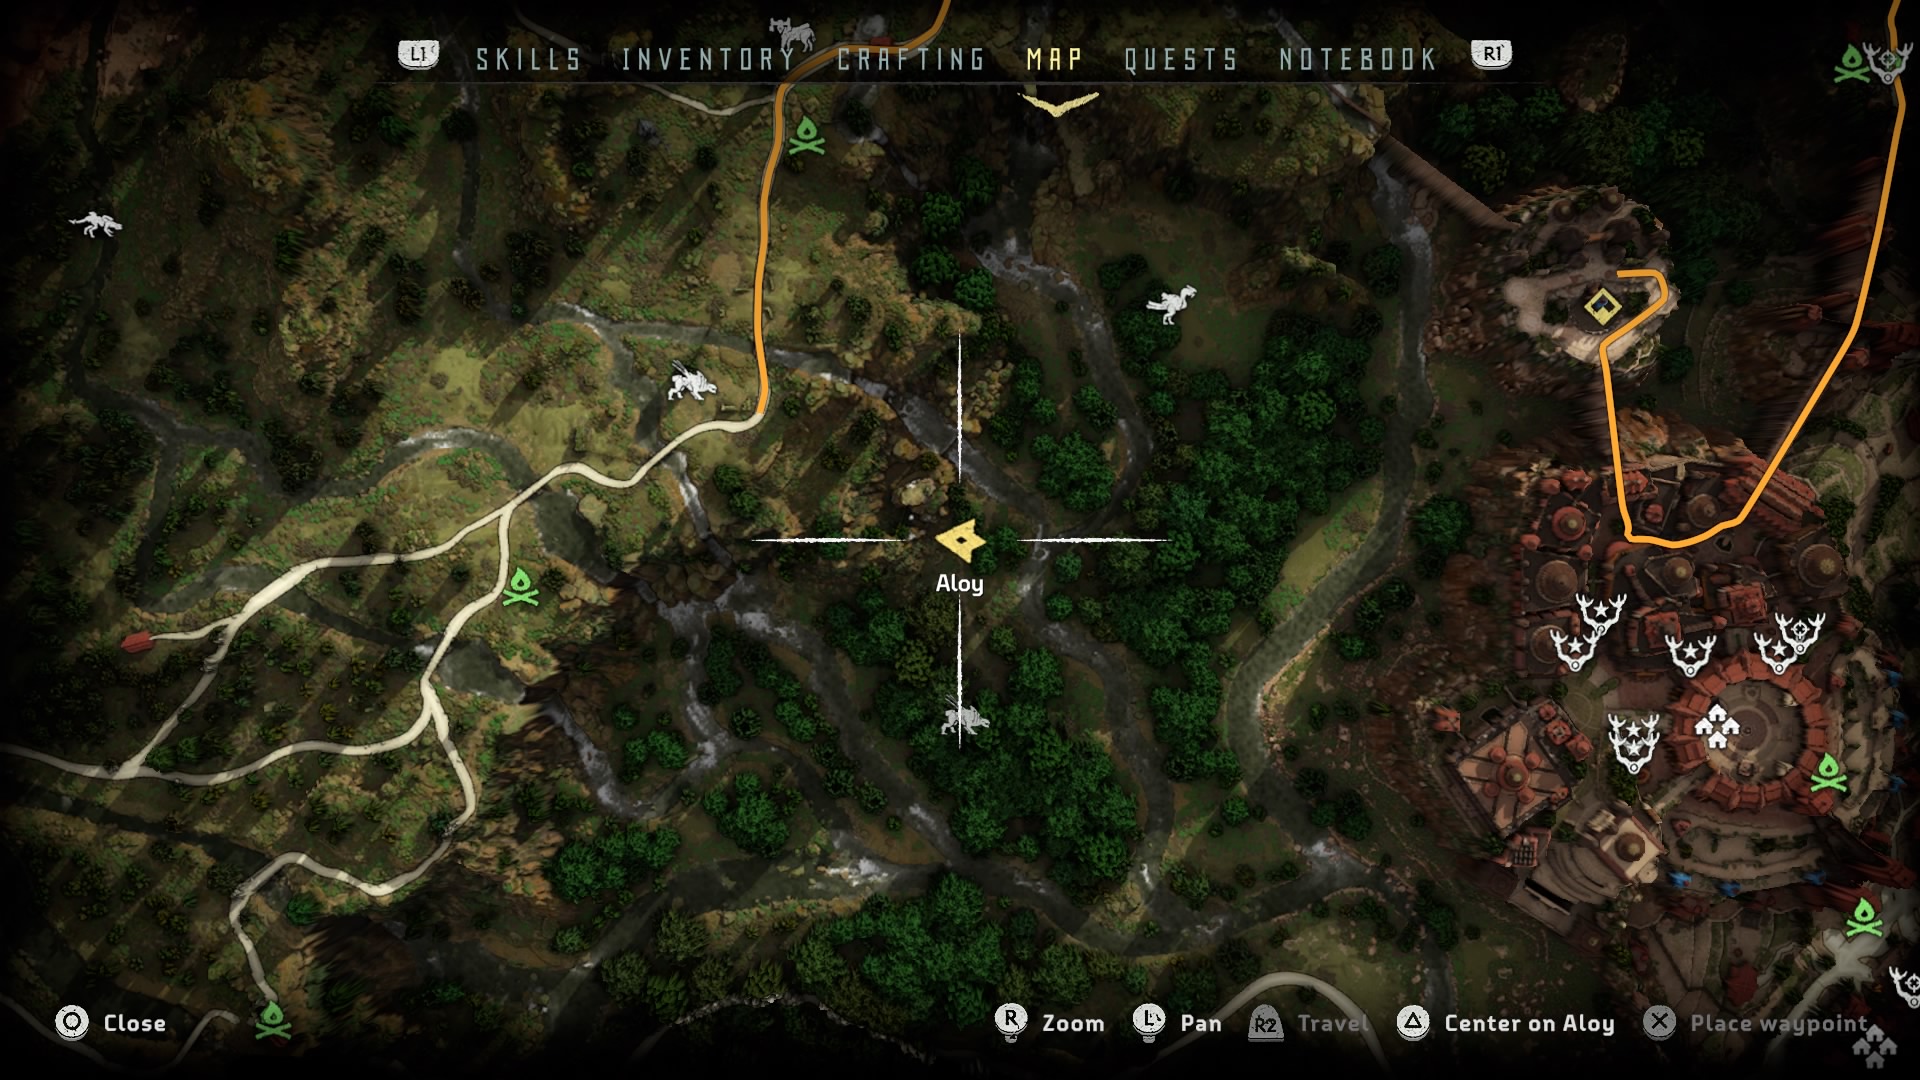 L1 SKILLS INVENTORY CRAFTING MAP QUESTS NOTEBOOK R1
Aloy
Close R Zoom L Pan R2 Travel Center on Aloy Place waypoint